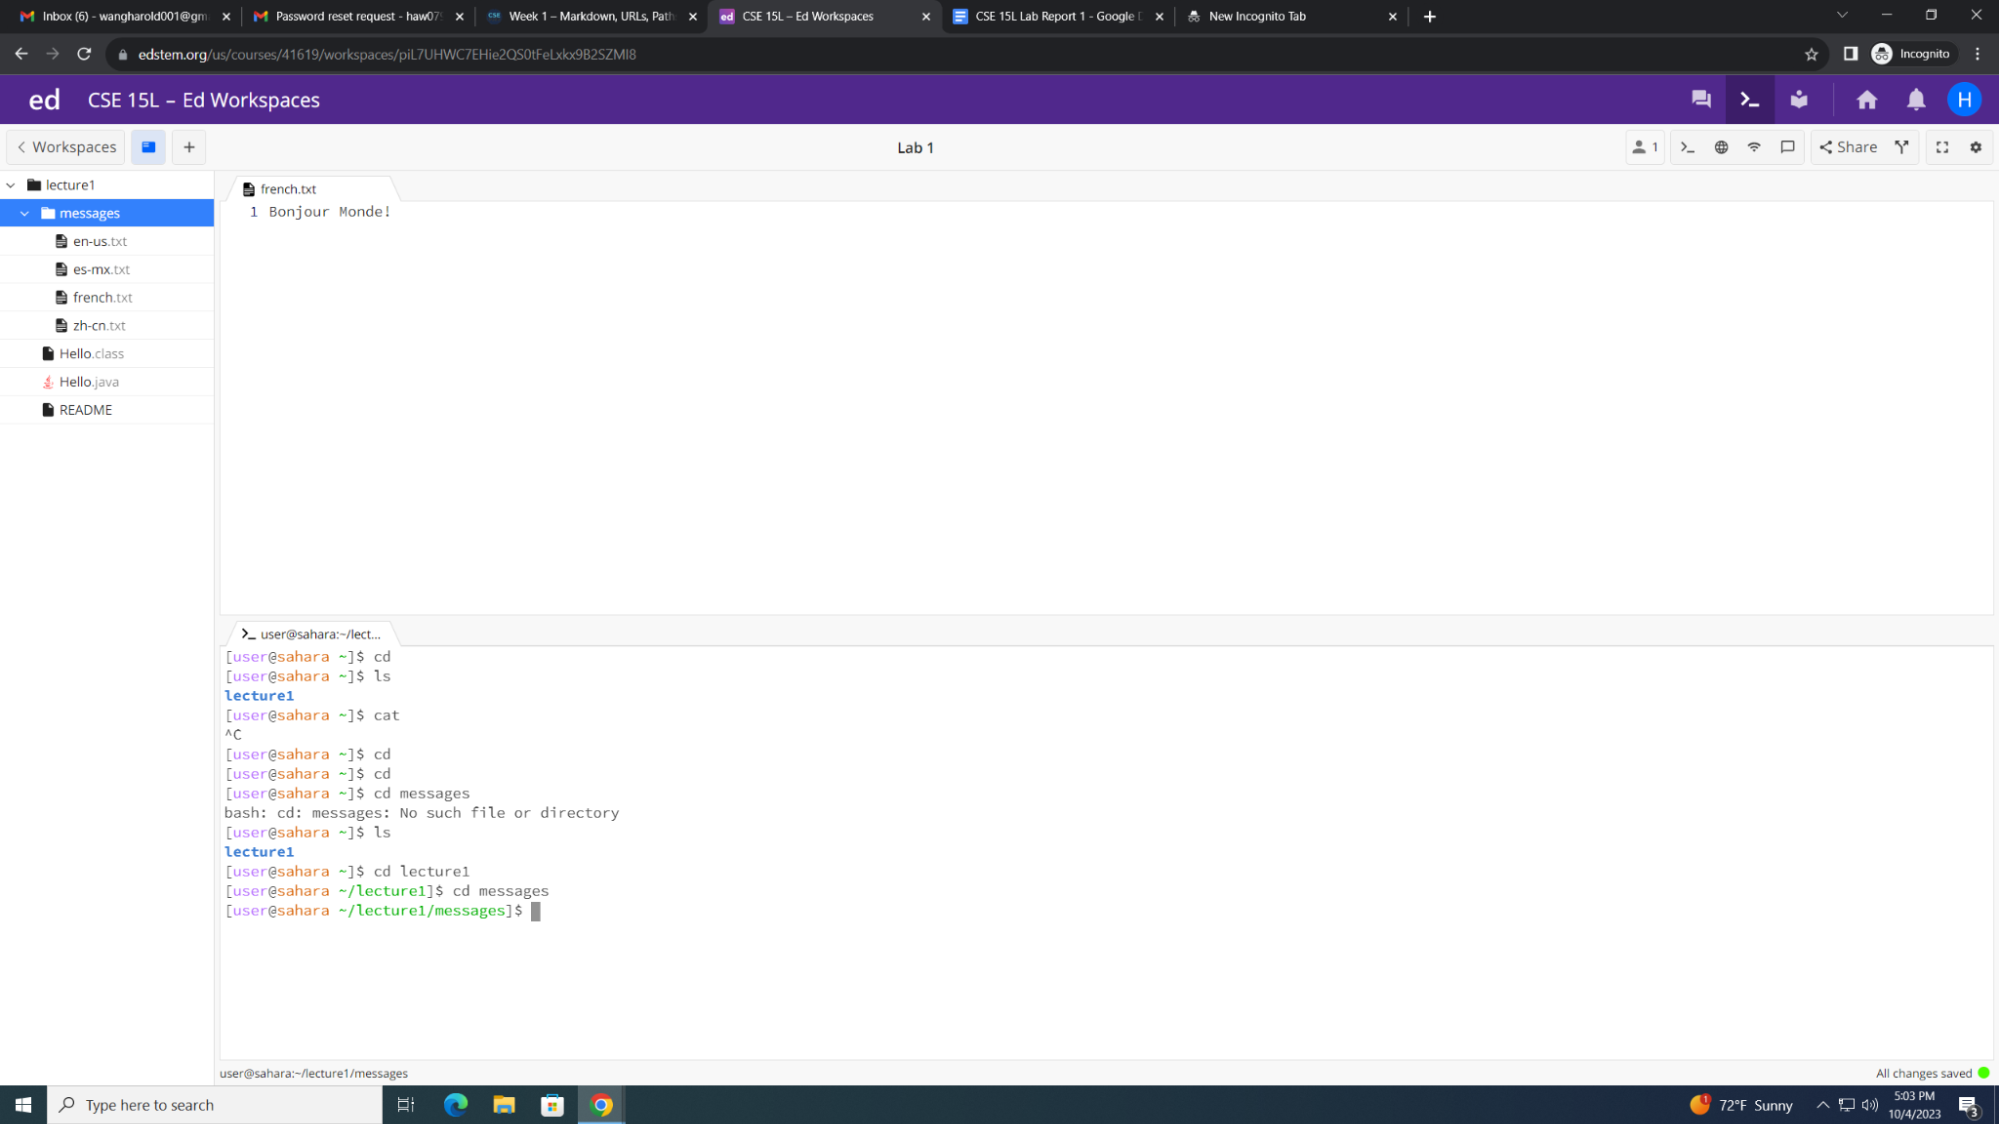 Inbox (6) - wangharold001@gm
Password reset request - haw07
Week 1 – Markdown, URLs, Path
ed CSE 15L – Ed Workspaces
CSE 15L Lab Report 1 - Google
New Incognito Tab
edstem.org/us/courses/41619/workspaces/piL7UHWC7EHie2QS0tFeLxkx9B2SZMI8
Incognito
ed CSE 15L – Ed Workspaces
H
Workspaces
Lab 1
1
Share
lecture1
messages
en-us.txt
es-mx.txt
french.txt
zh-cn.txt
Hello.class
Hello.java
README
french.txt
1 Bonjour Monde!
user@sahara:~/lect...
[user@sahara ~]$ cd
[user@sahara ~]$ ls
lecture1
[user@sahara ~]$ cat
^C
[user@sahara ~]$ cd
[user@sahara ~]$ cd
[user@sahara ~]$ cd messages
bash: cd: messages: No such file or directory
[user@sahara ~]$ ls
lecture1
[user@sahara ~]$ cd lecture1
[user@sahara ~/lecture1]$ cd messages
[user@sahara ~/lecture1/messages]$
user@sahara:~/lecture1/messages
All changes saved
Type here to search
1
72°F Sunny
5:03 PM
10/4/2023
3